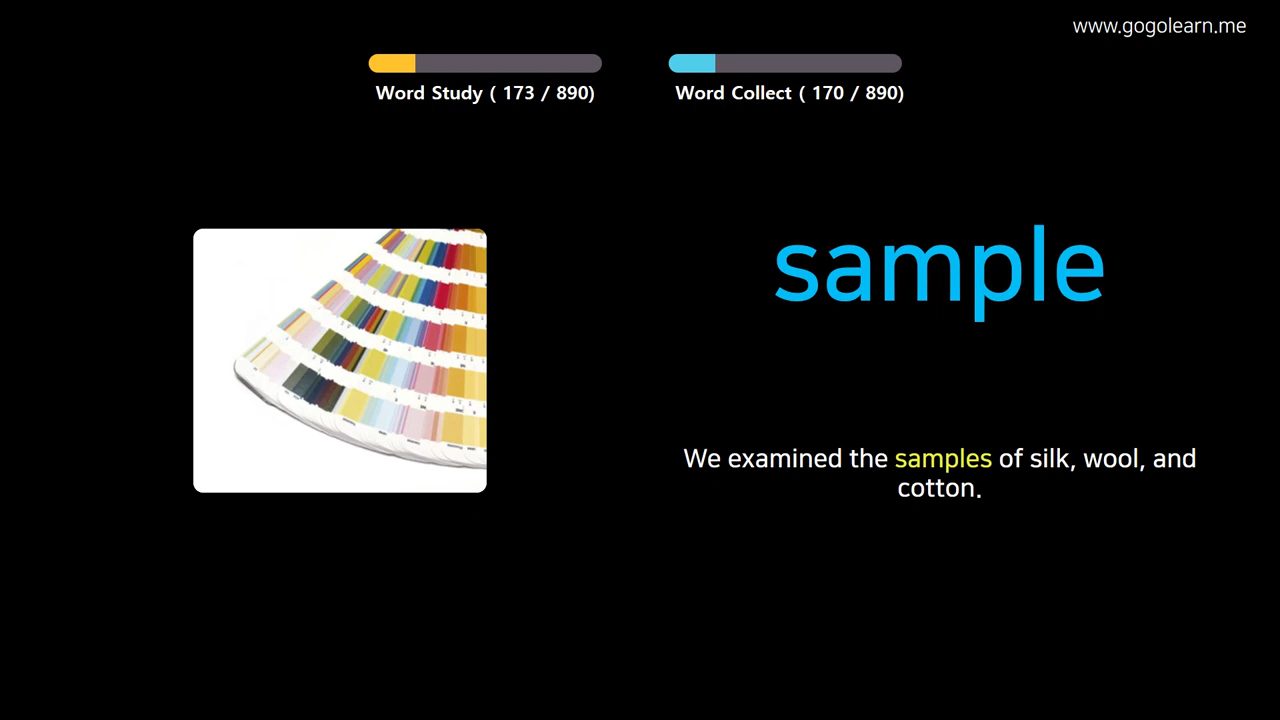 www.gogolearn.me
Word Study ( 173 / 890)
Word Collect ( 170 / 890)
sample
We examined the samples of silk, wool, and
cotton.